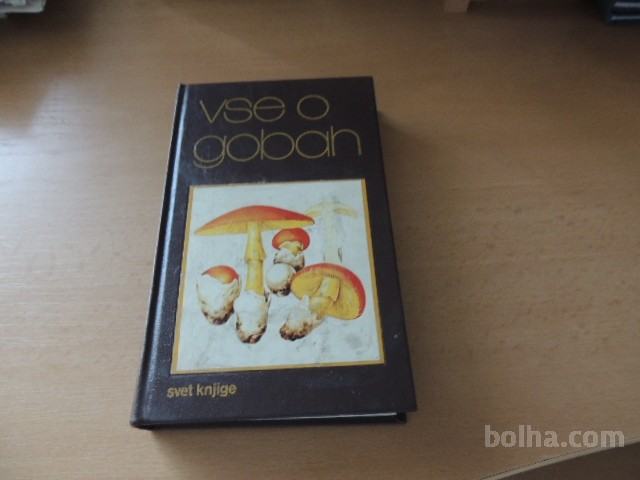 vse o
gobah
svet knjige
bolha.com